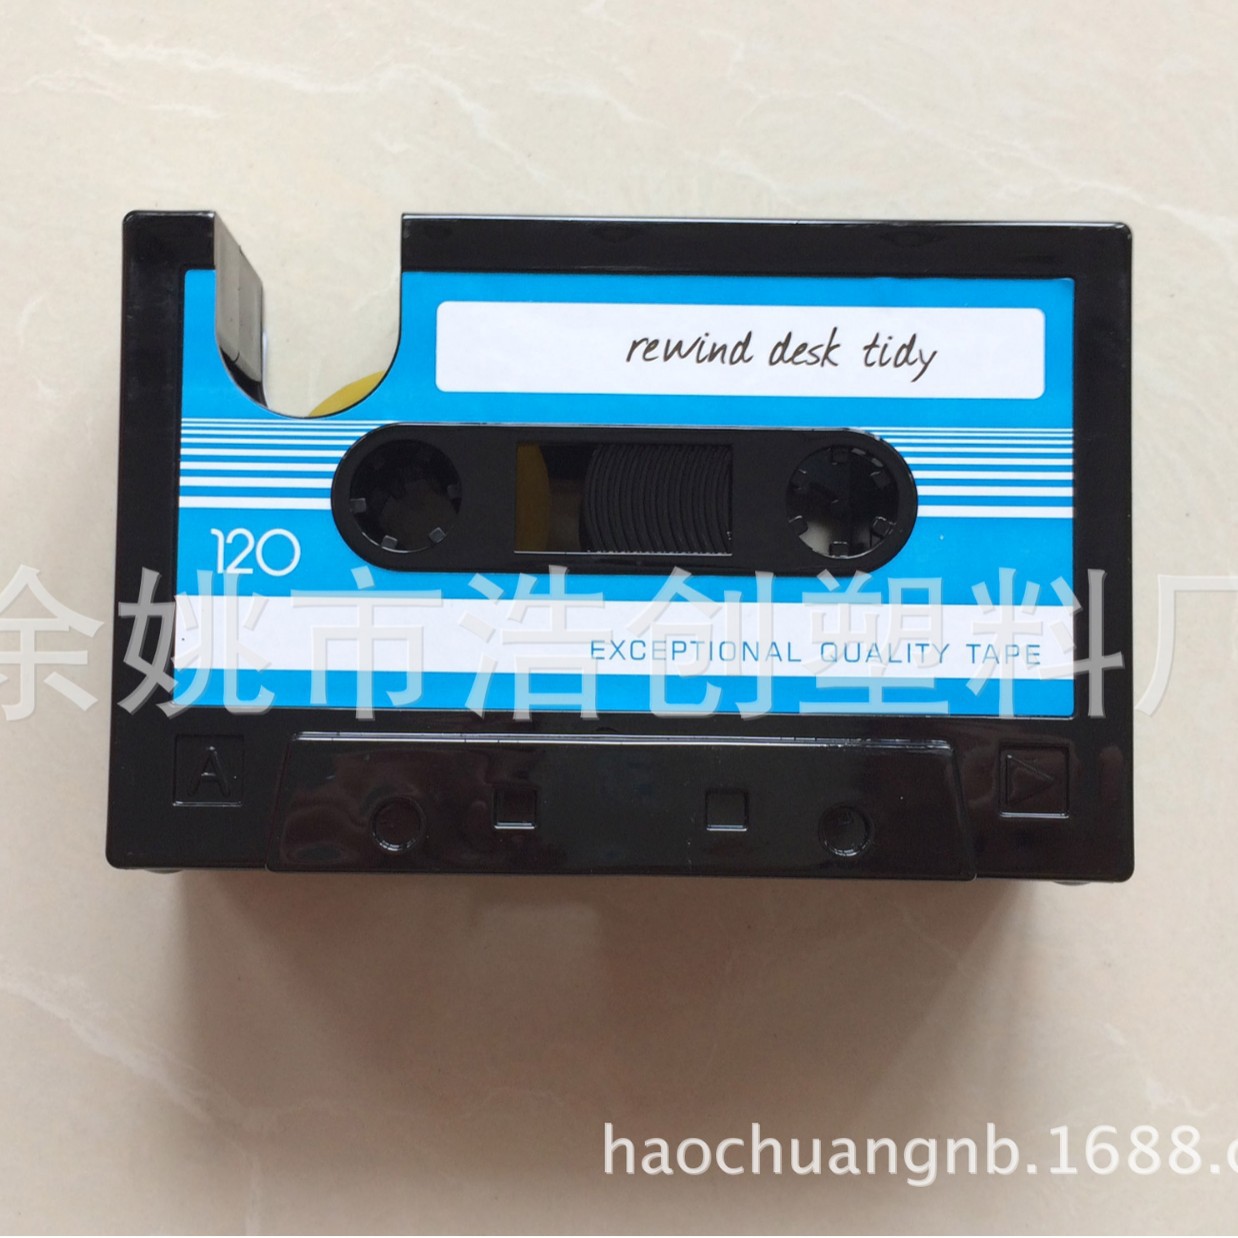 rewind desk tidy
120
余姚市浩创塑料厂
EXCEPTIONAL QUALITY TAPE
A
haochuangnb.1688.c